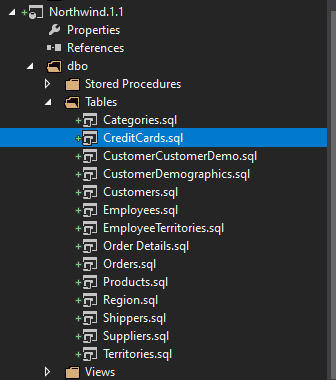 Northwind.1.1
Properties
References
dbo
Stored Procedures
Tables
Categories.sql
CreditCards.sql
CustomerCustomerDemo.sql
CustomerDemographics.sql
Customers.sql
Employees.sql
EmployeeTerritories.sql
Order Details.sql
Orders.sql
Products.sql
Region.sql
Shippers.sql
Suppliers.sql
Territories.sql
Views